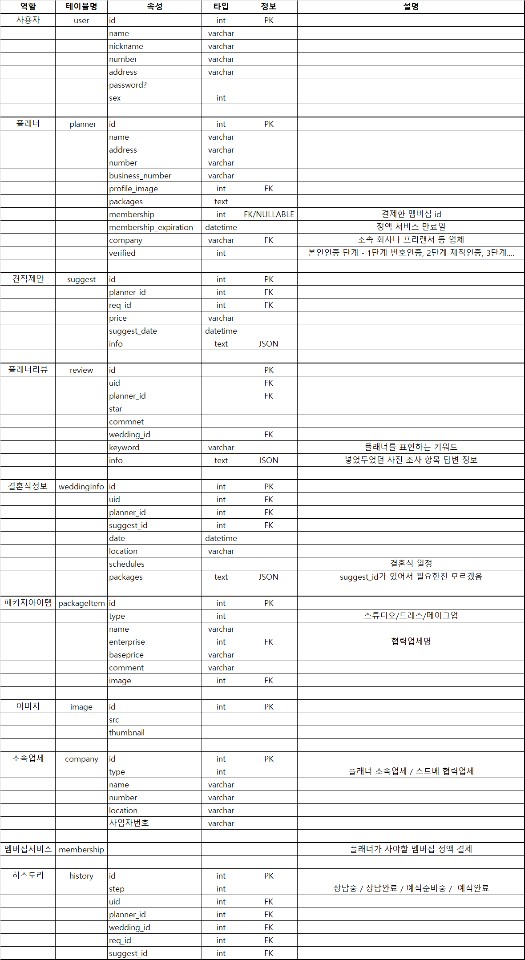 역할 테이블명 속성 타입 정보 설명
사용자 user id int PK
name varchar
nickname varchar
number varchar
address varchar
password?
sex int
플래너 planner id int PK
name varchar
address varchar
number varchar
business_number varchar
profile_image int FK
packages text
membership int FK/NULLABLE 결제한 멤버십 id
membership_expiration datetime 정액 서비스 만료일
company varchar FK 소속 회사나 프리랜서 등 업체
verified int 본인인증 단계 - 1단계 번호인증, 2단계 재직인증, 3단계....
견적제안 suggest id int PK
planner_id int FK
req_id int FK
price varchar
suggest_date datetime
info text JSON
플래너리뷰 review id PK
uid FK
planner_id FK
star
commnet
wedding_id FK
keyword varchar 플래너를 표현하는 키워드
info text JSON 넣었두었던 사전 조사 항목 답변 정보
결혼식정보 weddinginfo id int PK
uid int FK
planner_id int FK
suggest_id int FK
date datetime
location varchar
schedules 결혼식 일정
packages text JSON suggest_id가 있어서 필요한진 모르겠음
패키지아이템 packageItem id int PK
type int 스튜디오/드레스/메이크업
name varchar
enterprise int FK 협력업체명
baseprice varchar
comment varchar
image int FK
이미지 image id int PK
src
thumbnail
소속업체 company id int PK
type int 플래너 소속업체 / 스드메 협력업체
name varchar
number varchar
location varchar
사업자번호 varchar
멤버십서비스 membership 플래너가 사야할 멤버십 정액 결제
히스토리 history id int PK
step int 상담중 / 상담완료 / 예식준비중 / 예식완료
uid int FK
planner_id int FK
wedding_id int FK
req_id int FK
suggest_id int FK